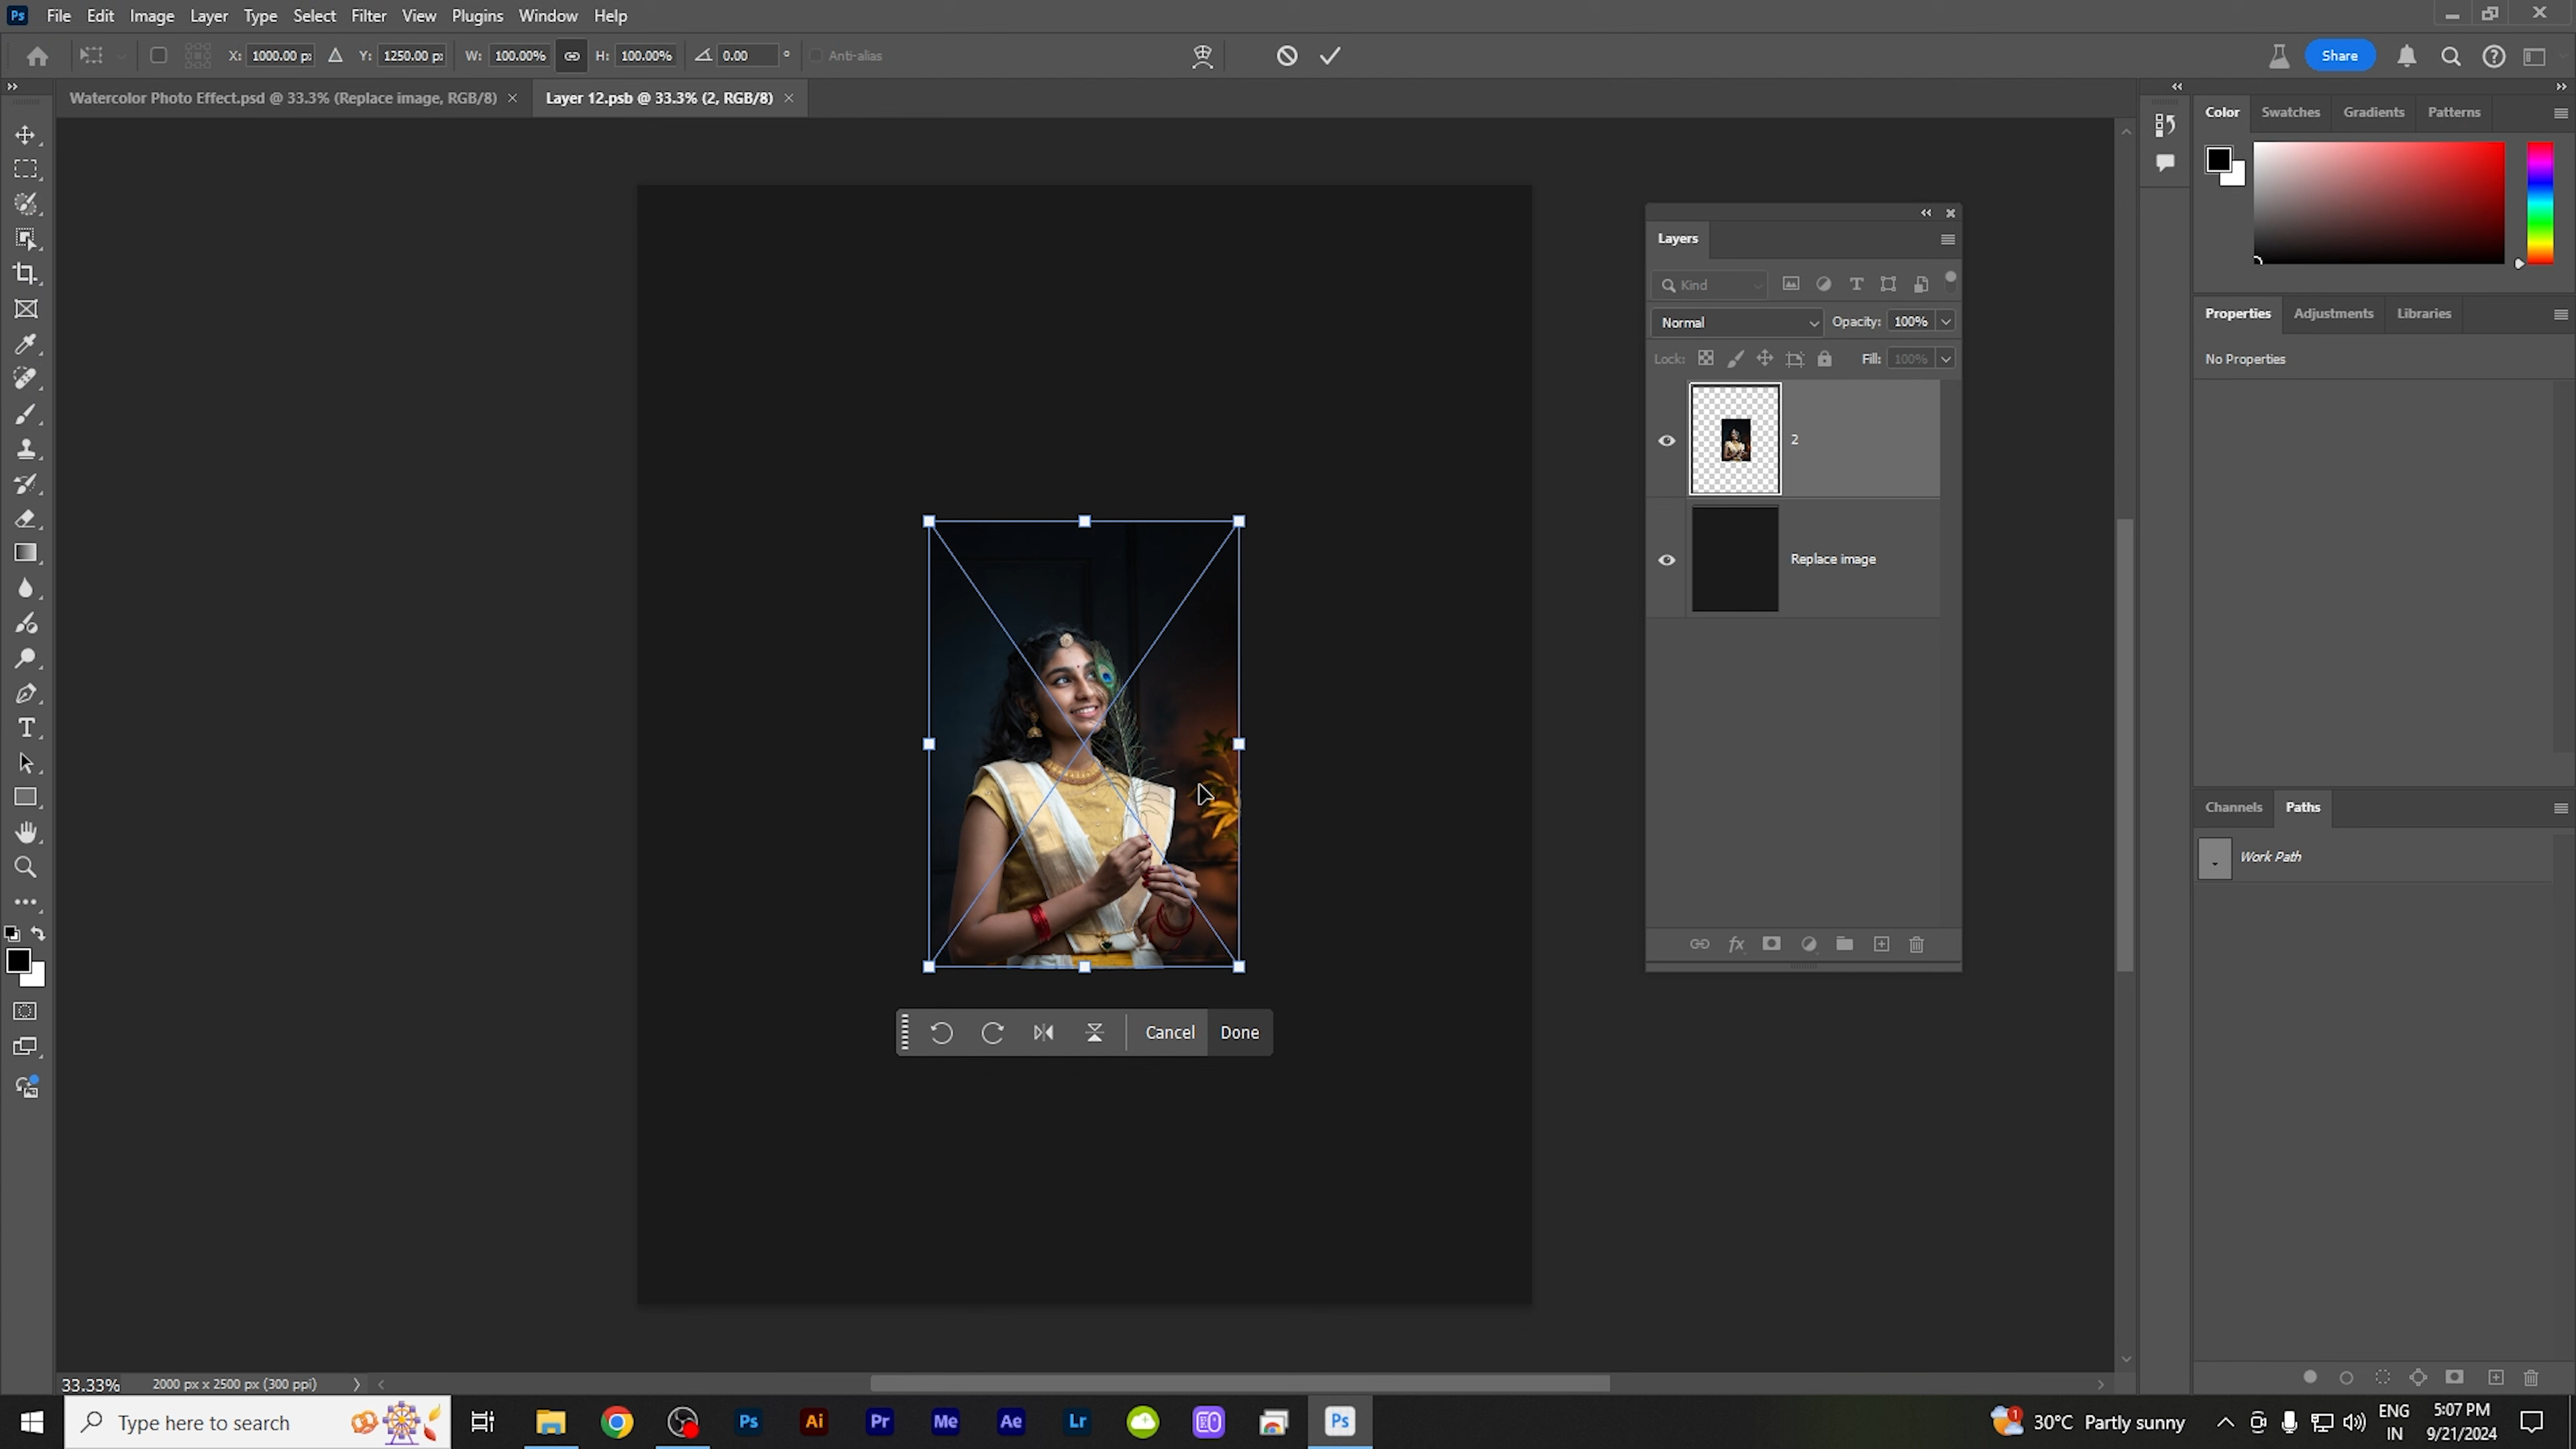 Ps File Edit Image Layer Type Select Filter View Plugins Window Help
X: 1000.00 p: Y: 1250.00 p: W: 100.00% H: 100.00% 0.00 ° Anti-alias Share
Watercolor Photo Effect.psd @ 33.3% (Replace image, RGB/8) × Layer 12.psb @ 33.3% (2, RGB/8) ×
Color Swatches Gradients Patterns
Layers
Kind
Normal Opacity: 100%
Lock: Fill: 100%
2
Replace image
Properties Adjustments Libraries
No Properties
Channels Paths
Work Path
Cancel Done
33.33% 2000 px x 2500 px (300 ppi)
Type here to search
Ps Ai Pr Me Ae Lr Ps
1 30°C Partly sunny
ENG
IN
5:07 PM
9/21/2024